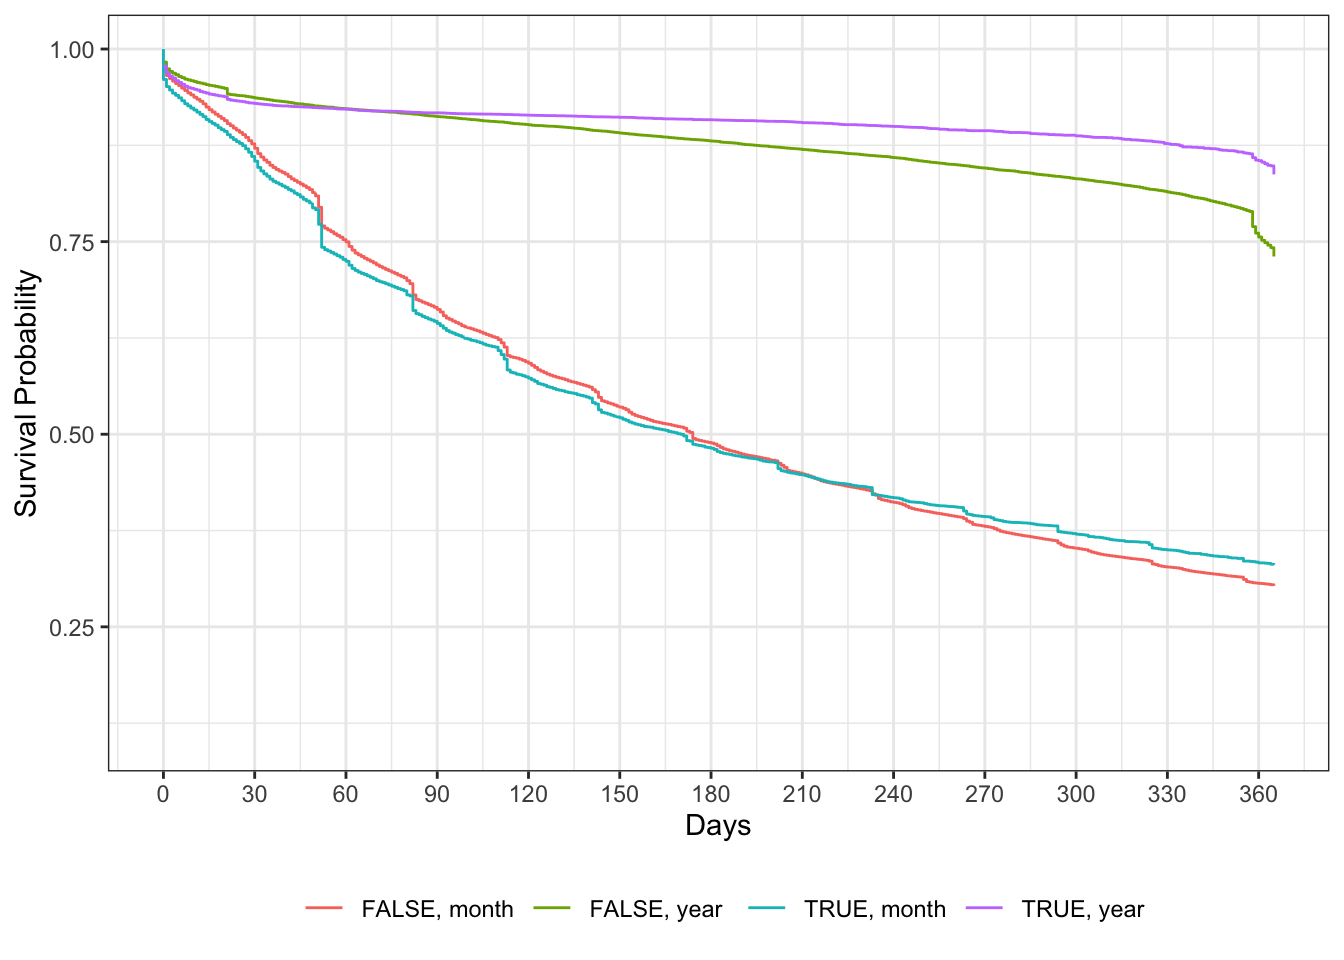 Survival Probability
1.00
0.75
0.50
0.25
0 30 60 90 120 150 180 210 240 270 300 330 360
Days
FALSE, month FALSE, year TRUE, month TRUE, year